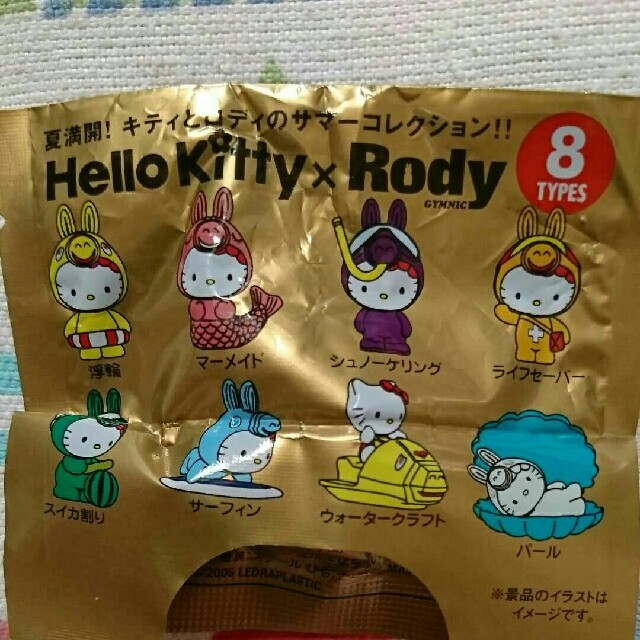 夏満開！キティとロディのサマーコレクション!!
Hello Kitty × Rody
GYMNIC
8
TYPES
浮輪
マーメイド
シュノーケリング
ライフセーバー
スイカ割り
サーフィン
ウォータークラフト
パール
2006 LEDRAPLASTIC
※景品のイラストは
イメージです。